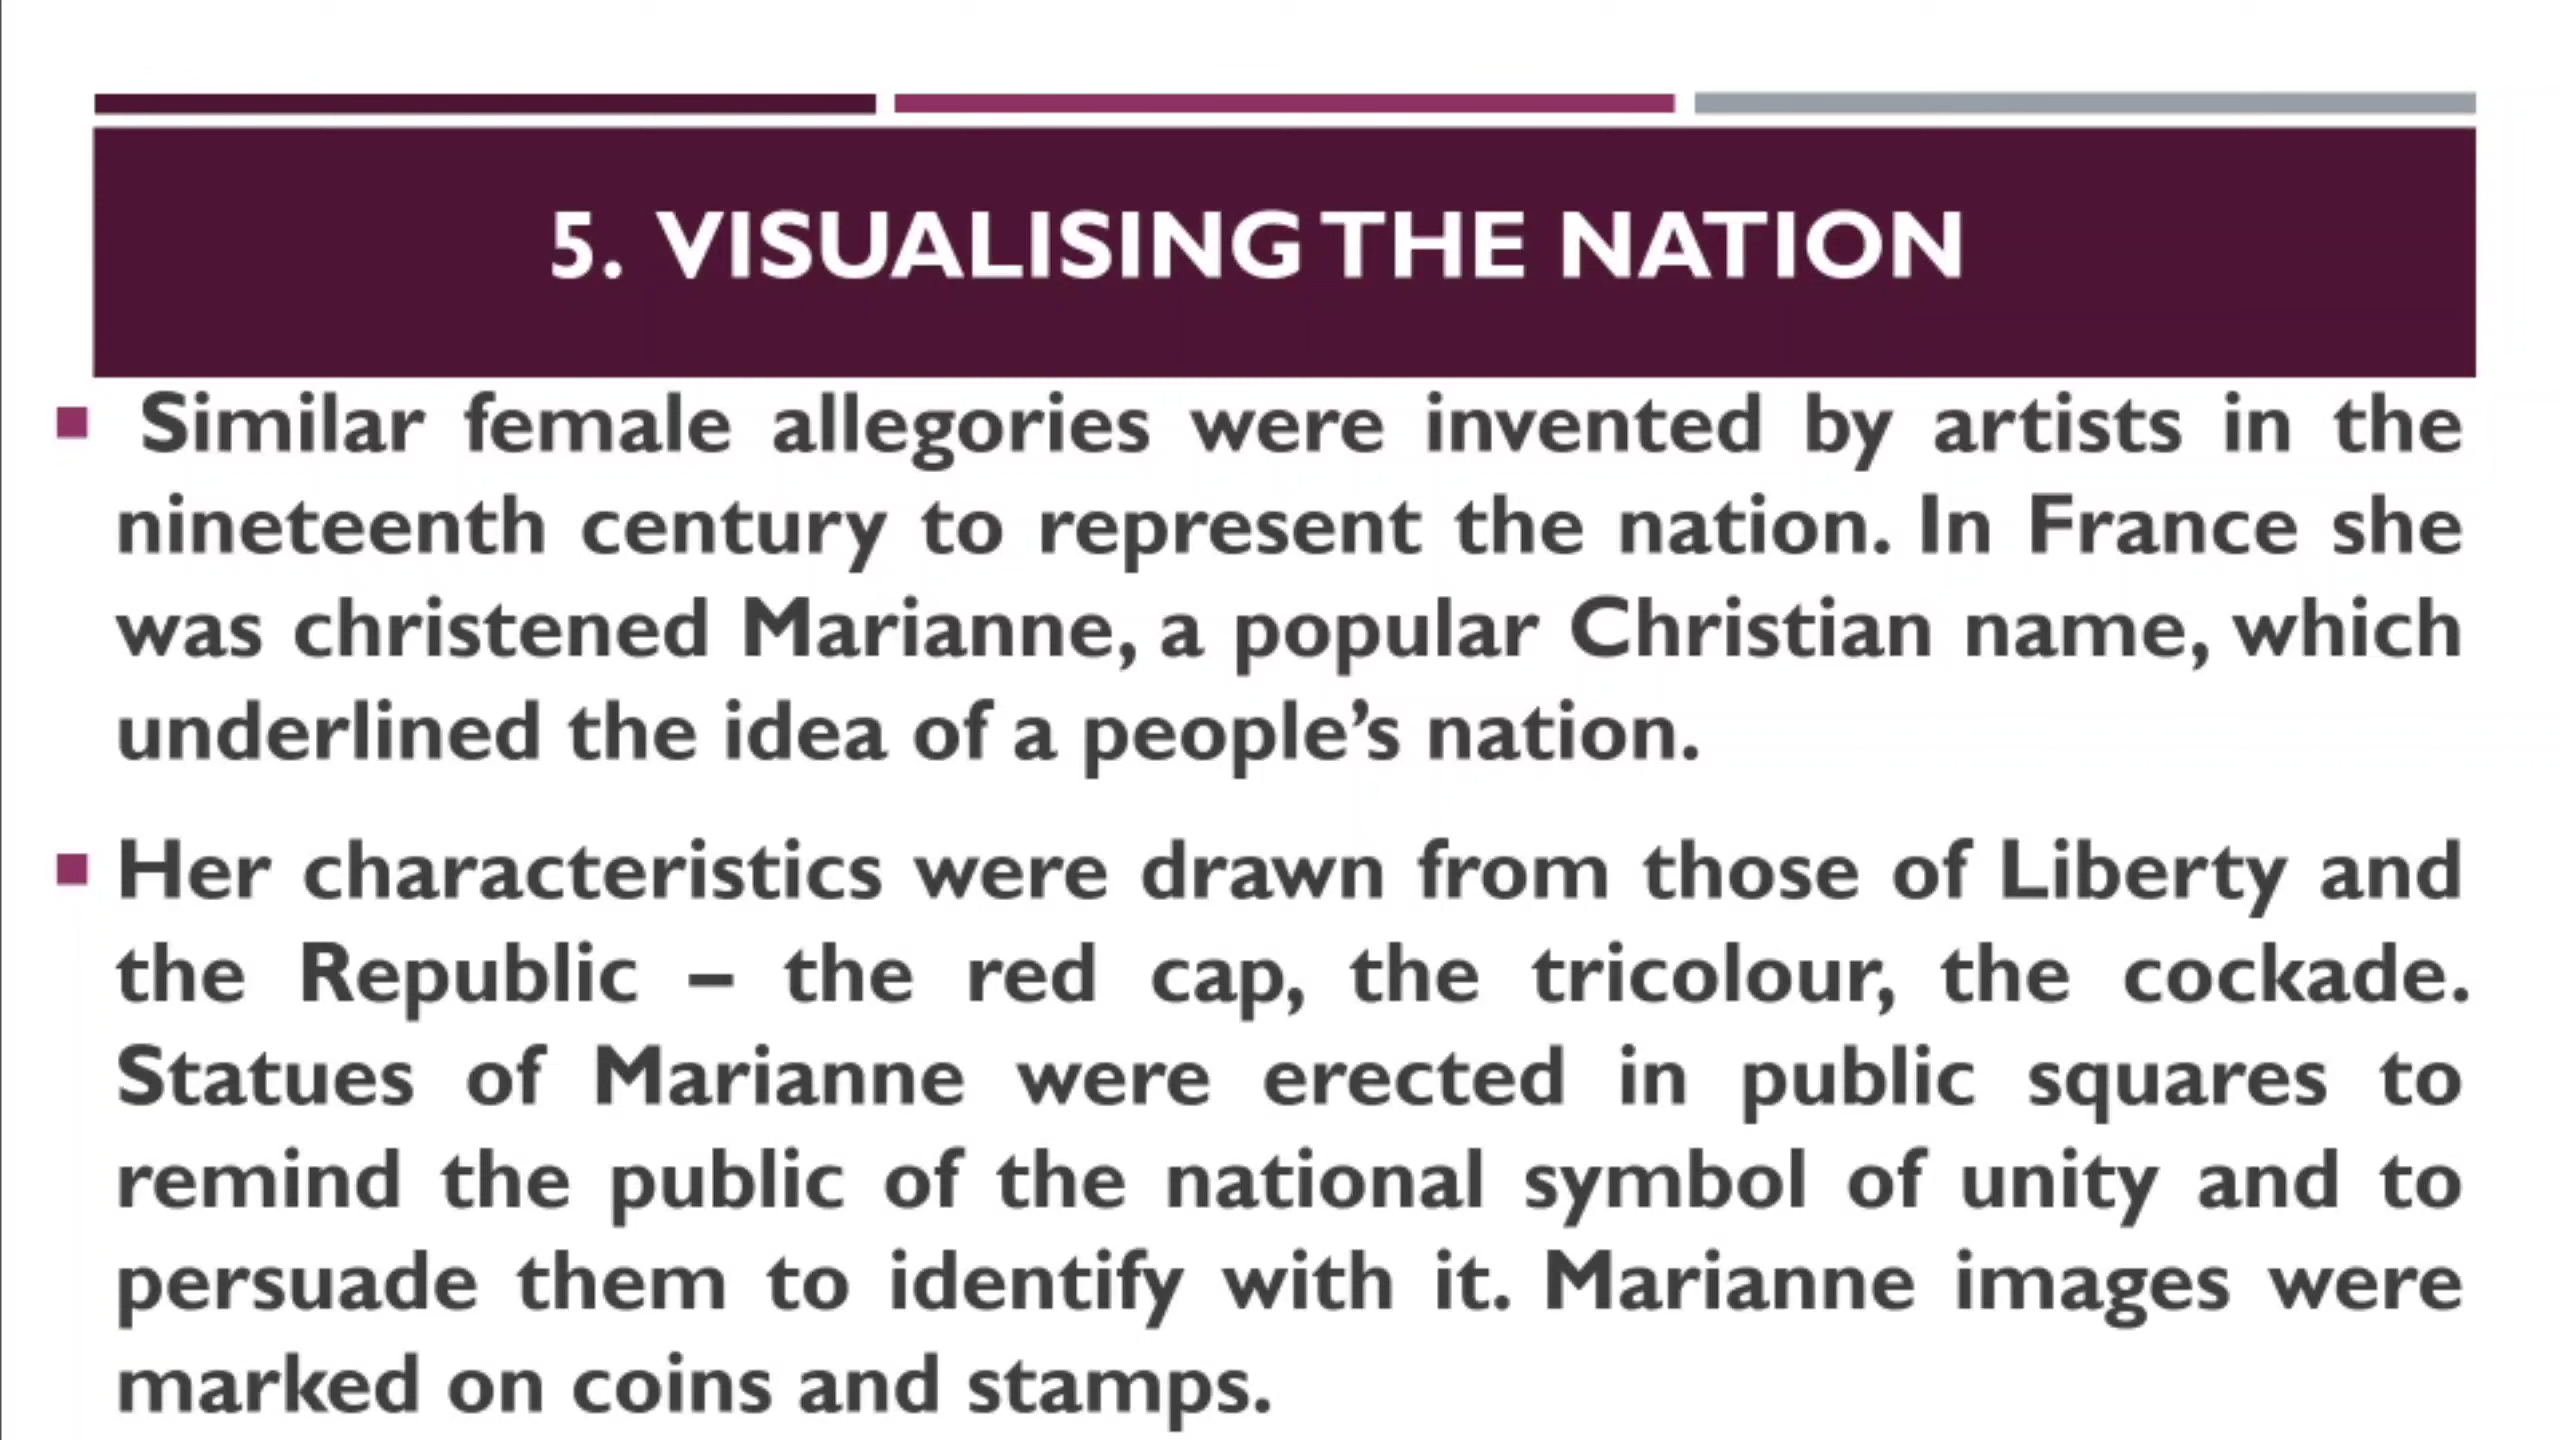 5. VISUALISING THE NATION
Similar female allegories were invented by artists in the
nineteenth century to represent the nation. In France she
was christened Marianne, a popular Christian name, which
underlined the idea of a people’s nation.
Her characteristics were drawn from those of Liberty and
the Republic – the red cap, the tricolour, the cockade.
Statues of Marianne were erected in public squares to
remind the public of the national symbol of unity and to
persuade them to identify with it. Marianne images were
marked on coins and stamps.